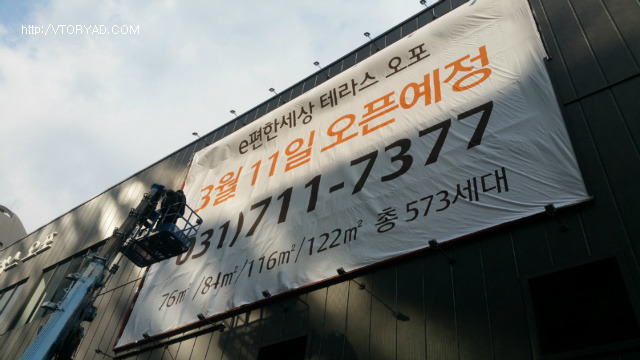 http://VTORYAD.COM
e편한세상 테라스 오포
3월 11일 오픈예정
031)711-7377
76㎡/84㎡/116㎡/122㎡ 총 573세대